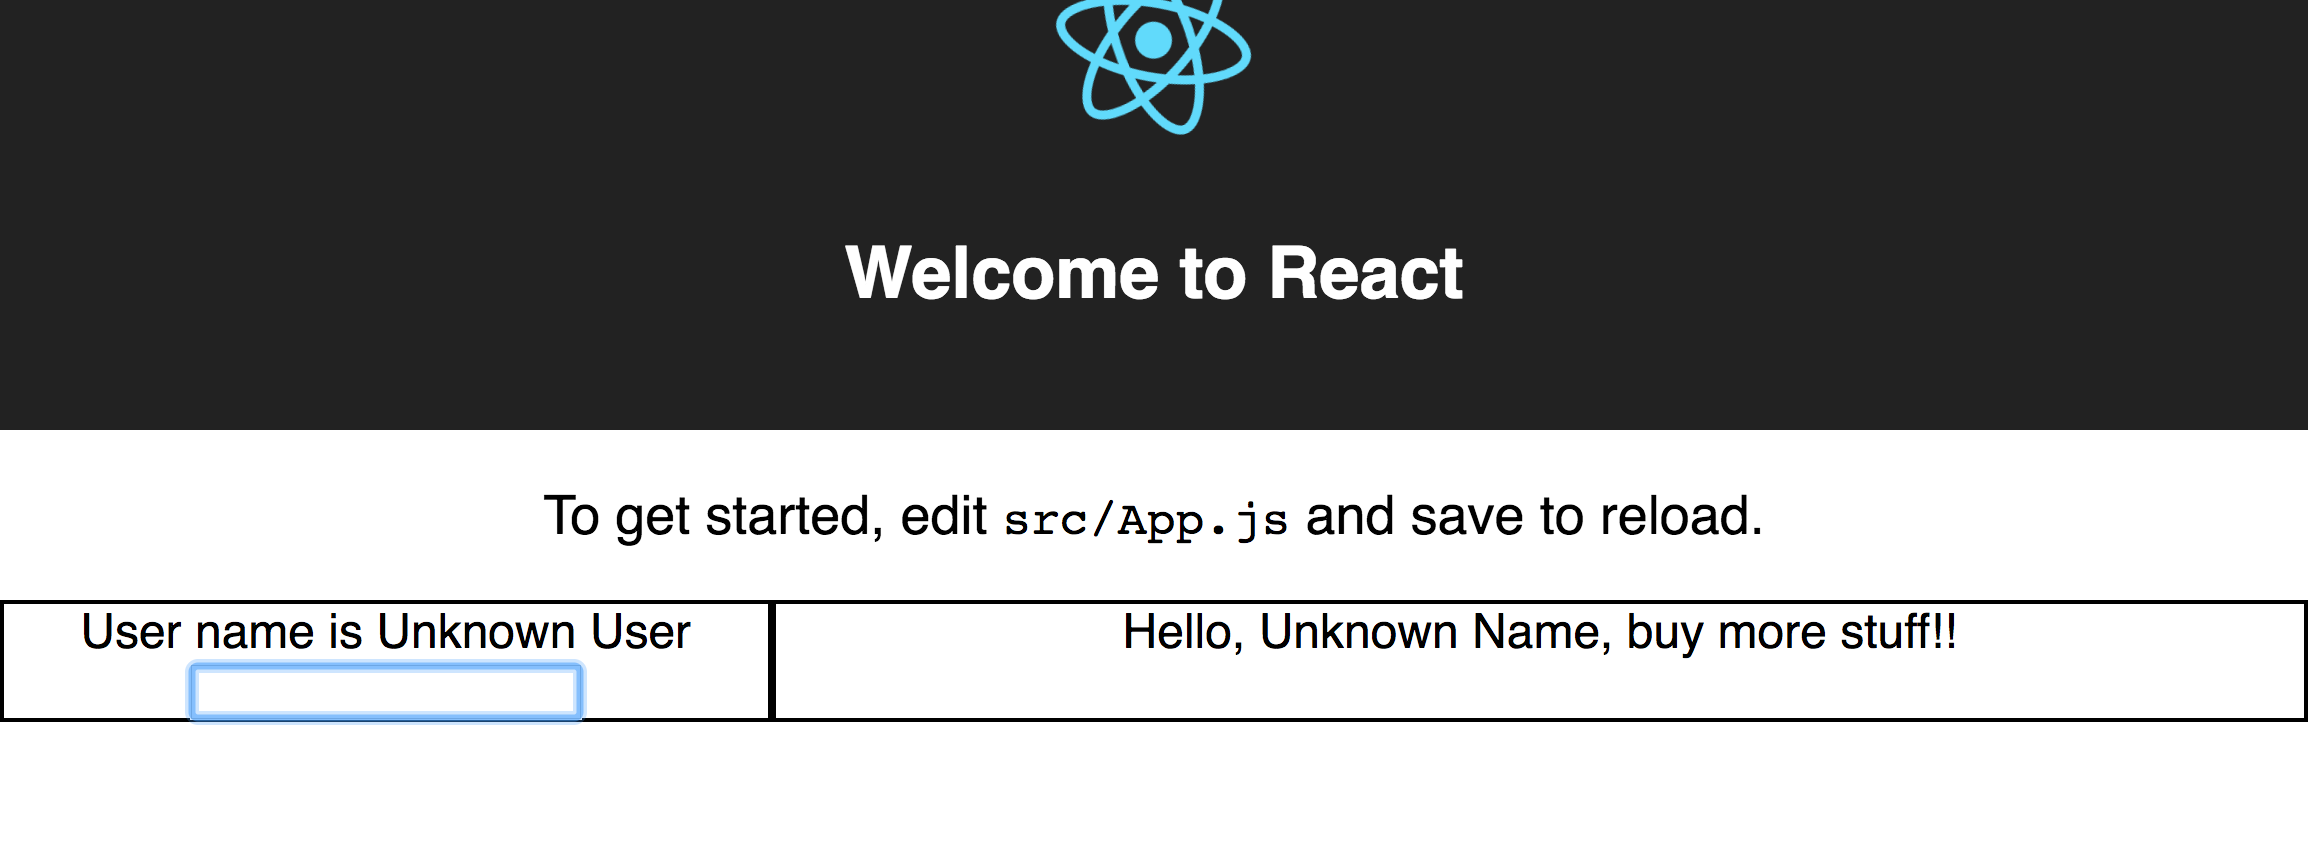 Welcome to React
To get started, edit src/App.js and save to reload.
User name is Unknown User
Hello, Unknown Name, buy more stuff!!